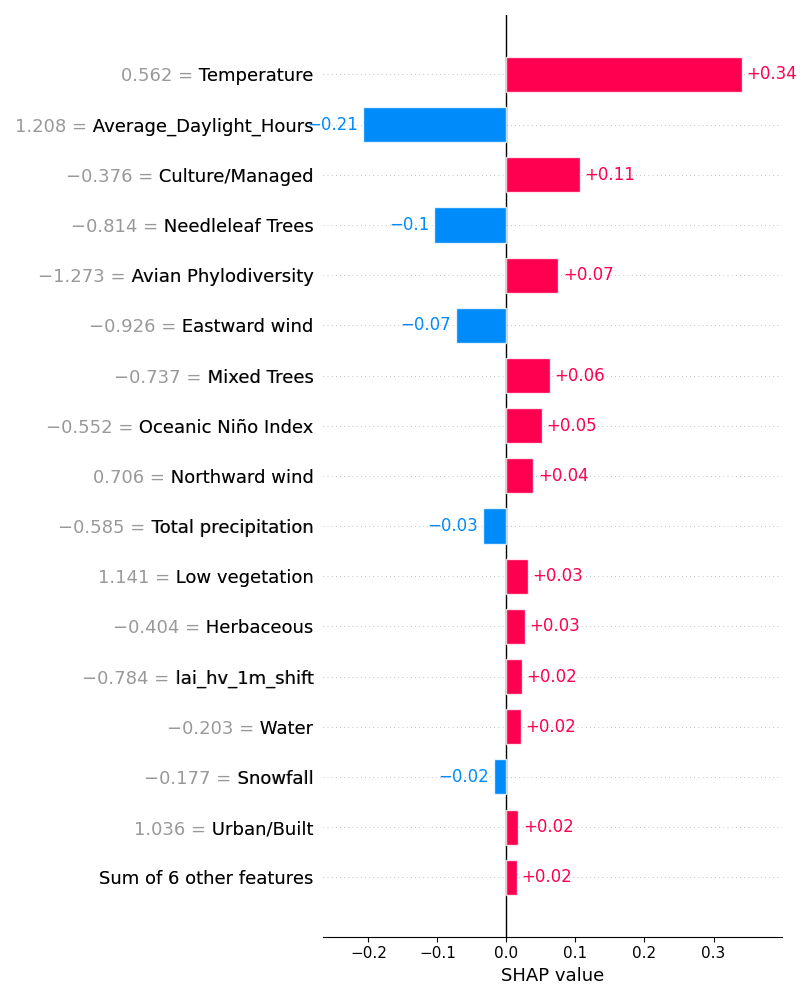 0.562 = Temperature +0.34
1.208 = Average_Daylight_Hours −0.21
−0.376 = Culture/Managed +0.11
−0.814 = Needleleaf Trees −0.1
−1.273 = Avian Phylodiversity +0.07
−0.926 = Eastward wind −0.07
−0.737 = Mixed Trees +0.06
−0.552 = Oceanic Niño Index +0.05
0.706 = Northward wind +0.04
−0.585 = Total precipitation −0.03
1.141 = Low vegetation +0.03
−0.404 = Herbaceous +0.03
−0.784 = lai_hv_1m_shift +0.02
−0.203 = Water +0.02
−0.177 = Snowfall −0.02
1.036 = Urban/Built +0.02
Sum of 6 other features +0.02
−0.2 −0.1 0.0 0.1 0.2 0.3
SHAP value